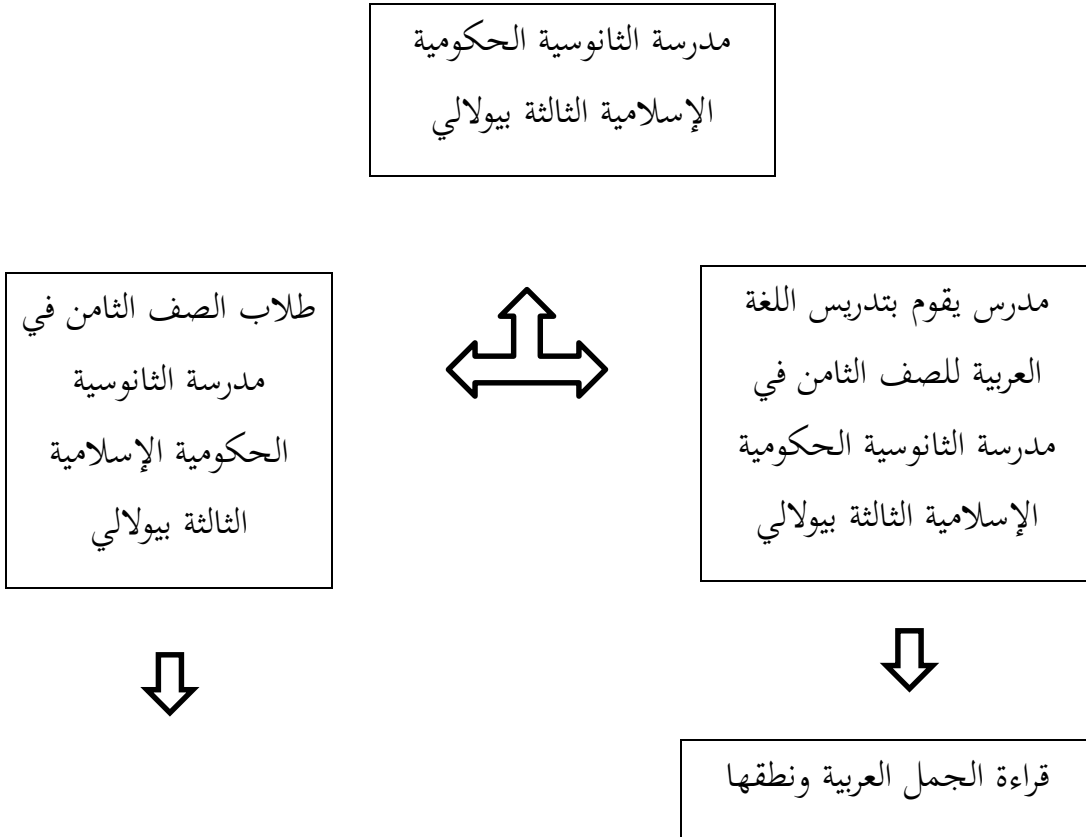 مدرسة الثانوسية الحكومية
الإسلامية الثالثة بيولالي
مدرس يقوم بتدريس اللغة
العربية للصف الثامن في
مدرسة الثانوسية الحكومية
الإسلامية الثالثة بيولالي
طلاب الصف الثامن في
مدرسة الثانوسية
الحكومية الإسلامية
الثالثة بيولالي
قراءة الجمل العربية ونطقها